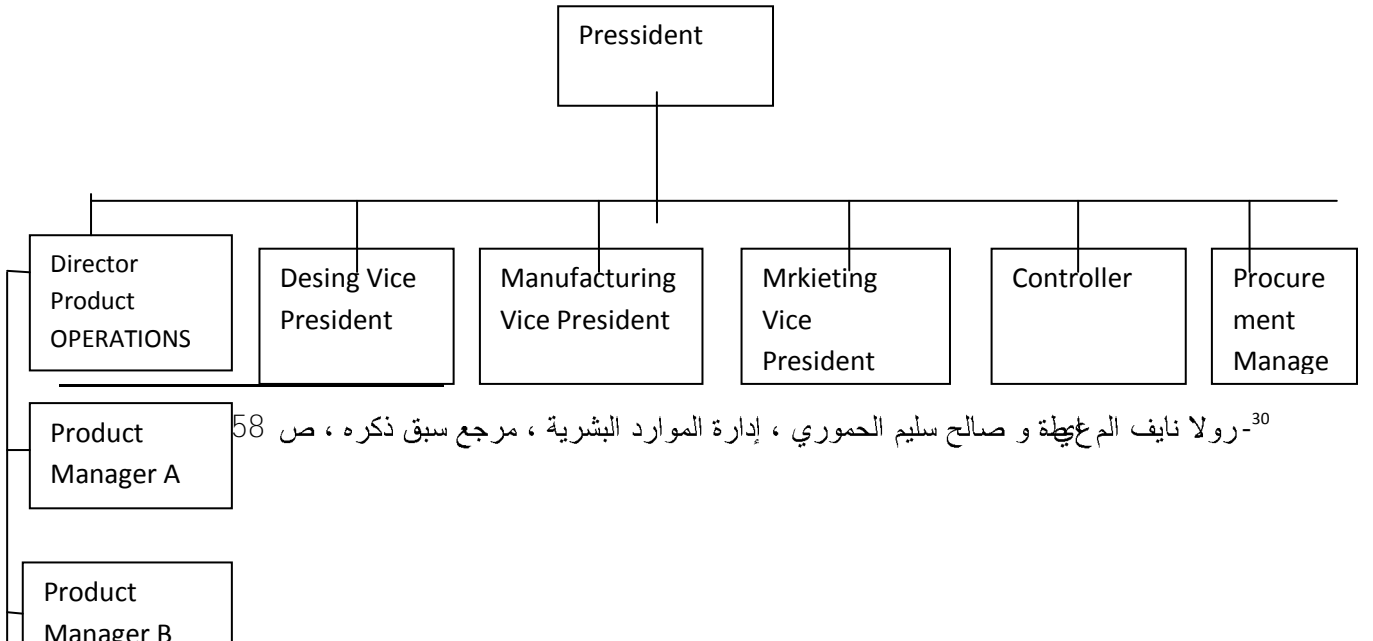 Pressident
Director
Product
OPERATIONS
Desing Vice
President
Manufacturing
Vice President
Mrkieting
Vice
President
Controller
Procure
ment
Manage
Product
Manager A
30-رولا نايف و صالح سليم الحموري ، إدارة الموارد البشرية ، مرجع سبق ذكره ، ص 58
Product
Manager B